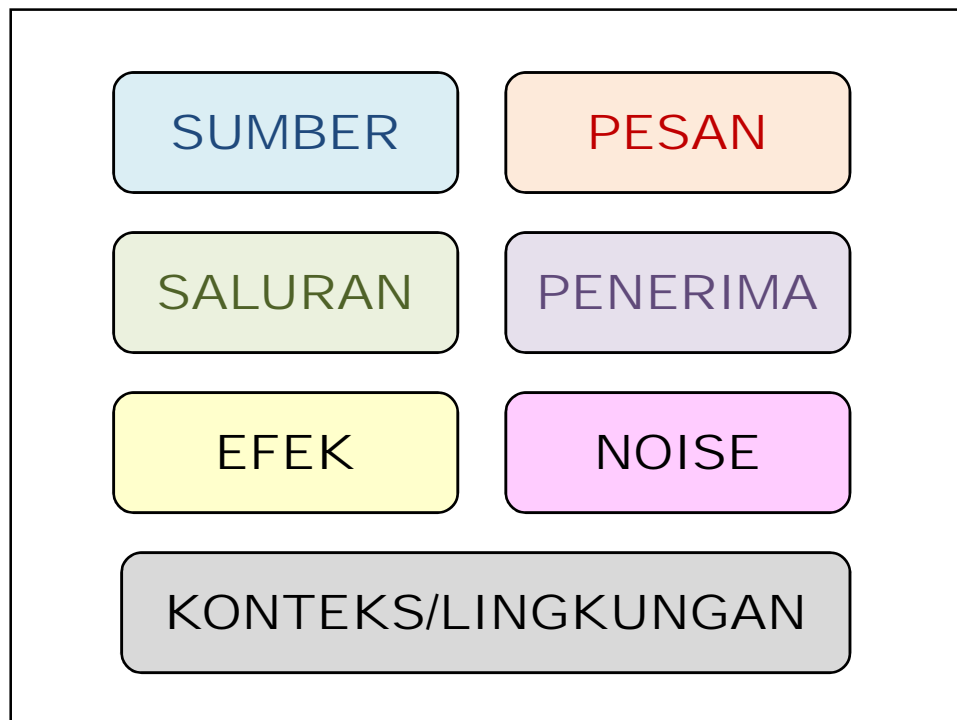 SUMBER
PESAN
SALURAN
PENERIMA
EFEK
NOISE
KONTEKS/LINGKUNGAN